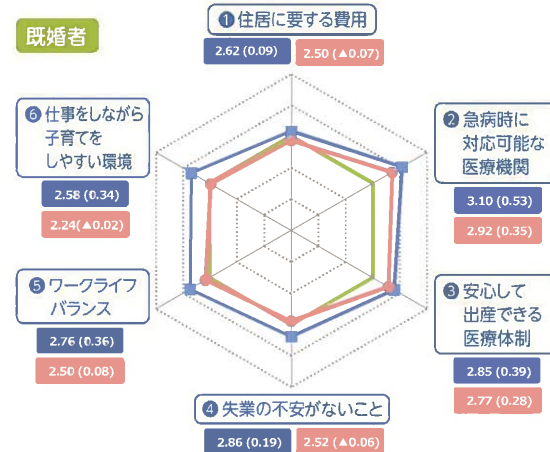 既婚者
❶住居に要する費用
2.62 (0.09)
2.50 (▲0.07)
❷急病時に
対応可能な
医療機関
3.10 (0.53)
2.92 (0.35)
❸安心して
出産できる
医療体制
2.85 (0.39)
2.77 (0.28)
❹失業の不安がないこと
2.86 (0.19)
2.52 (▲0.06)
❺ワークライフ
バランス
2.76 (0.36)
2.50 (0.08)
❻仕事をしながら
子育てを
しやすい環境
2.58 (0.34)
2.24(▲0.02)